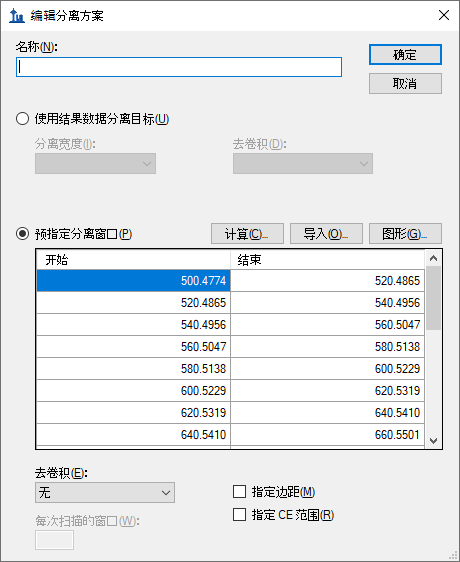 编辑分离方案
名称(N):
确定
取消
使用结果数据分离目标(U)
分离宽度(I): 去卷积(D):
预指定分离窗口(P) 计算(C)... 导入(O)... 图形(G)...
开始 结束
500.4774 520.4865
520.4865 540.4956
540.4956 560.5047
560.5047 580.5138
580.5138 600.5229
600.5229 620.5319
620.5319 640.5410
640.5410 660.5501
去卷积(E):
无
指定边距(M)
每次扫描的窗口(W):
指定 CE 范围(R)